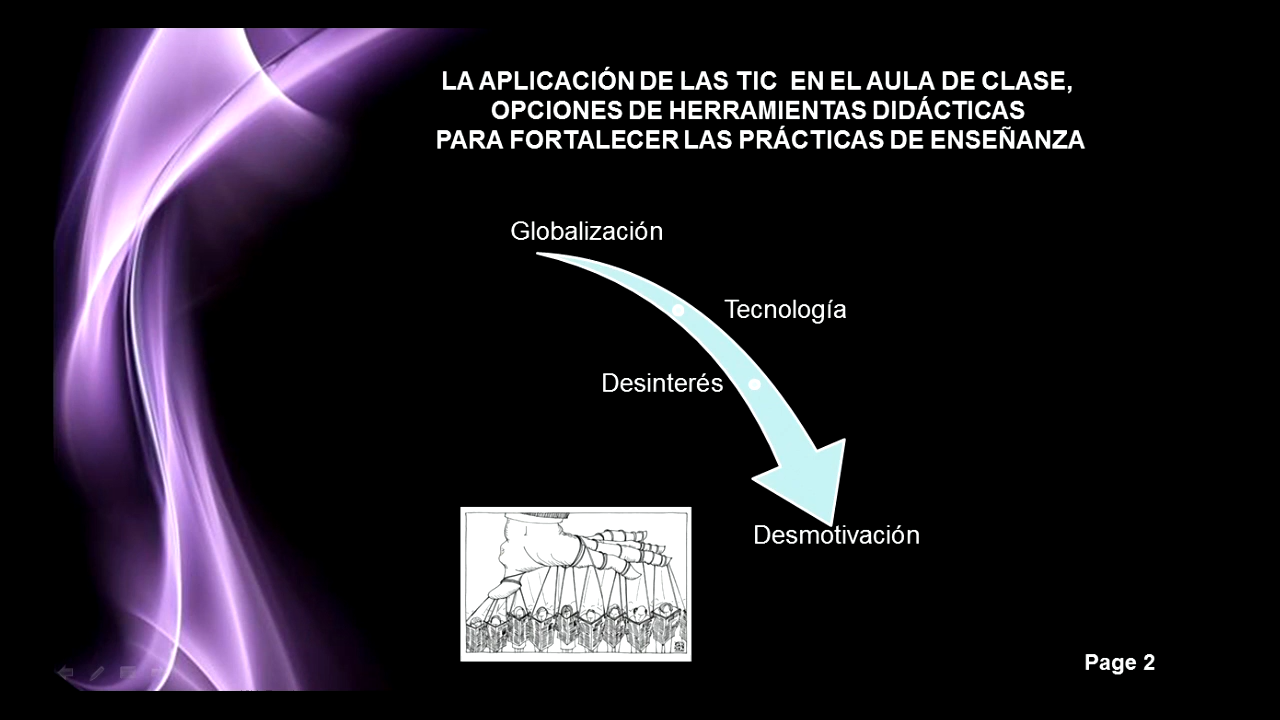 LA APLICACIÓN DE LAS TIC  EN EL AULA DE CLASE,
OPCIONES DE HERRAMIENTAS DIDÁCTICAS
PARA FORTALECER LAS PRÁCTICAS DE ENSEÑANZA
Globalización
Tecnología
Desinterés
Desmotivación
Page 2